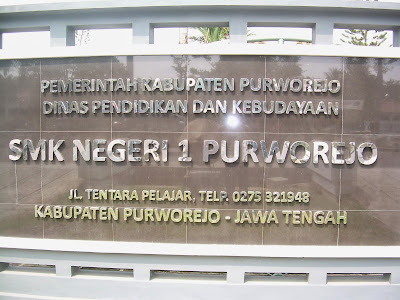 PEMERINTAH KABUPATEN PURWOREJO
DINAS PENDIDIKAN DAN KEBUDAYAAN
SMK NEGERI 1 PURWOREJO
JL. TENTARA PELAJAR, TELP. 0275 321948
KABUPATEN PURWOREJO - JAWA TENGAH